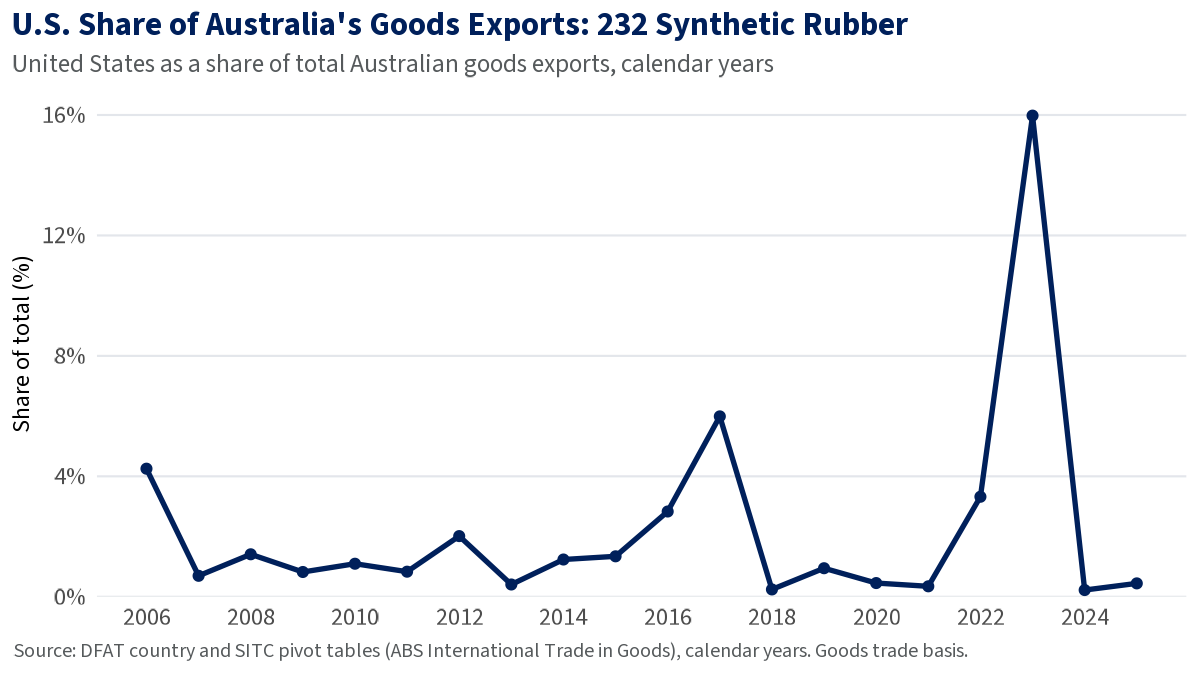 U.S. Share of Australia's Goods Exports: 232 Synthetic Rubber
United States as a share of total Australian goods exports, calendar years
Share of total (%)
16%
12%
8%
4%
0%
2006 2008 2010 2012 2014 2016 2018 2020 2022 2024
Source: DFAT country and SITC pivot tables (ABS International Trade in Goods), calendar years. Goods trade basis.